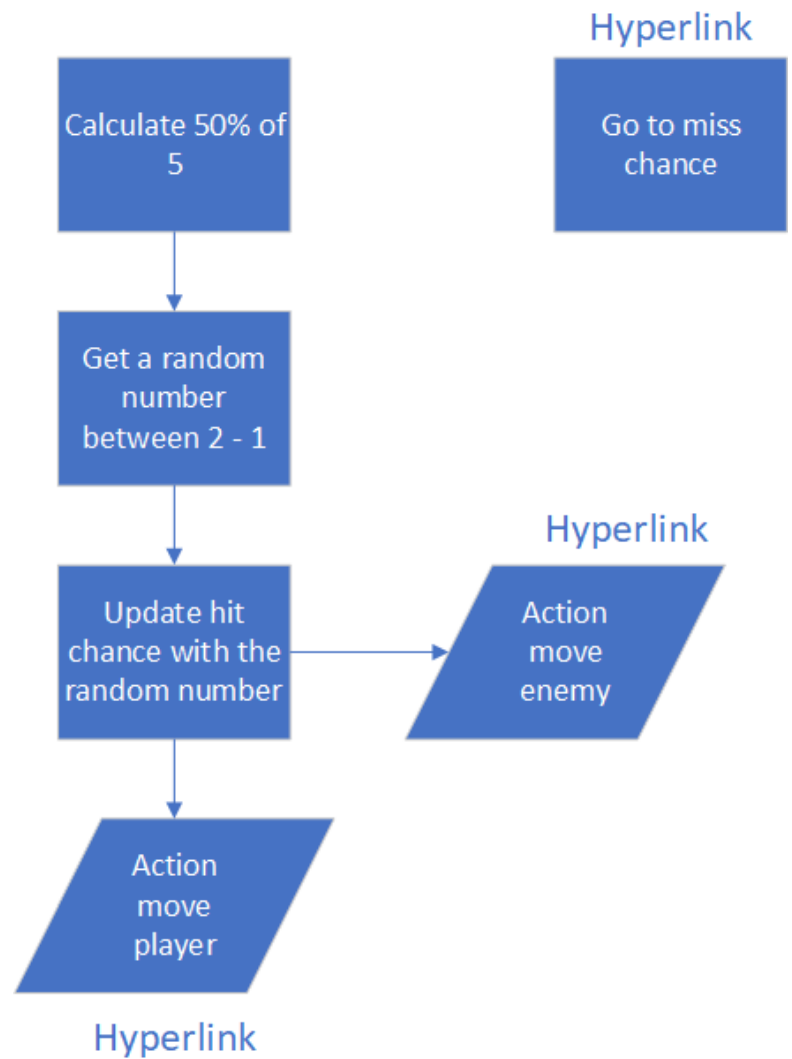 Hyperlink
Calculate 50% of
5
Go to miss
chance
Get a random
number
between 2 - 1
Hyperlink
Update hit
chance with the
random number
Action
move
enemy
Action
move
player
Hyperlink